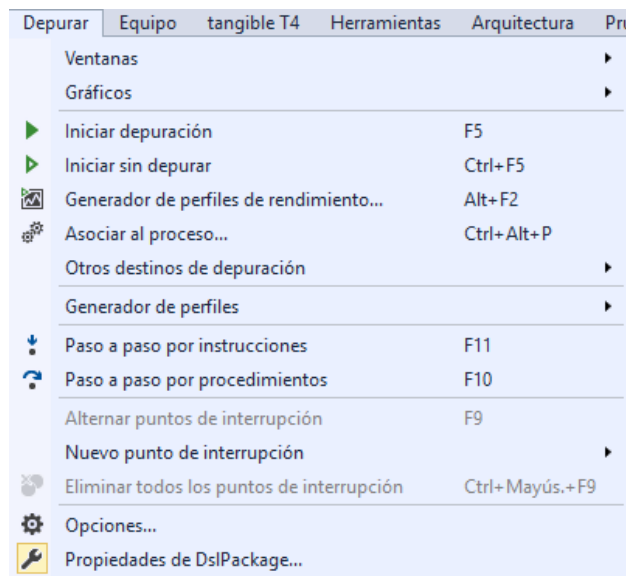 Depurar Equipo tangible T4 Herramientas Arquitectura
Ventanas
Gráficos
Iniciar depuración F5
Iniciar sin depurar Ctrl+F5
Generador de perfiles de rendimiento... Alt+F2
Asociar al proceso... Ctrl+Alt+P
Otros destinos de depuración
Generador de perfiles
Paso a paso por instrucciones F11
Paso a paso por procedimientos F10
Alternar puntos de interrupción F9
Nuevo punto de interrupción
Eliminar todos los puntos de interrupción Ctrl+Mayús.+F9
Opciones...
Propiedades de DslPackage...